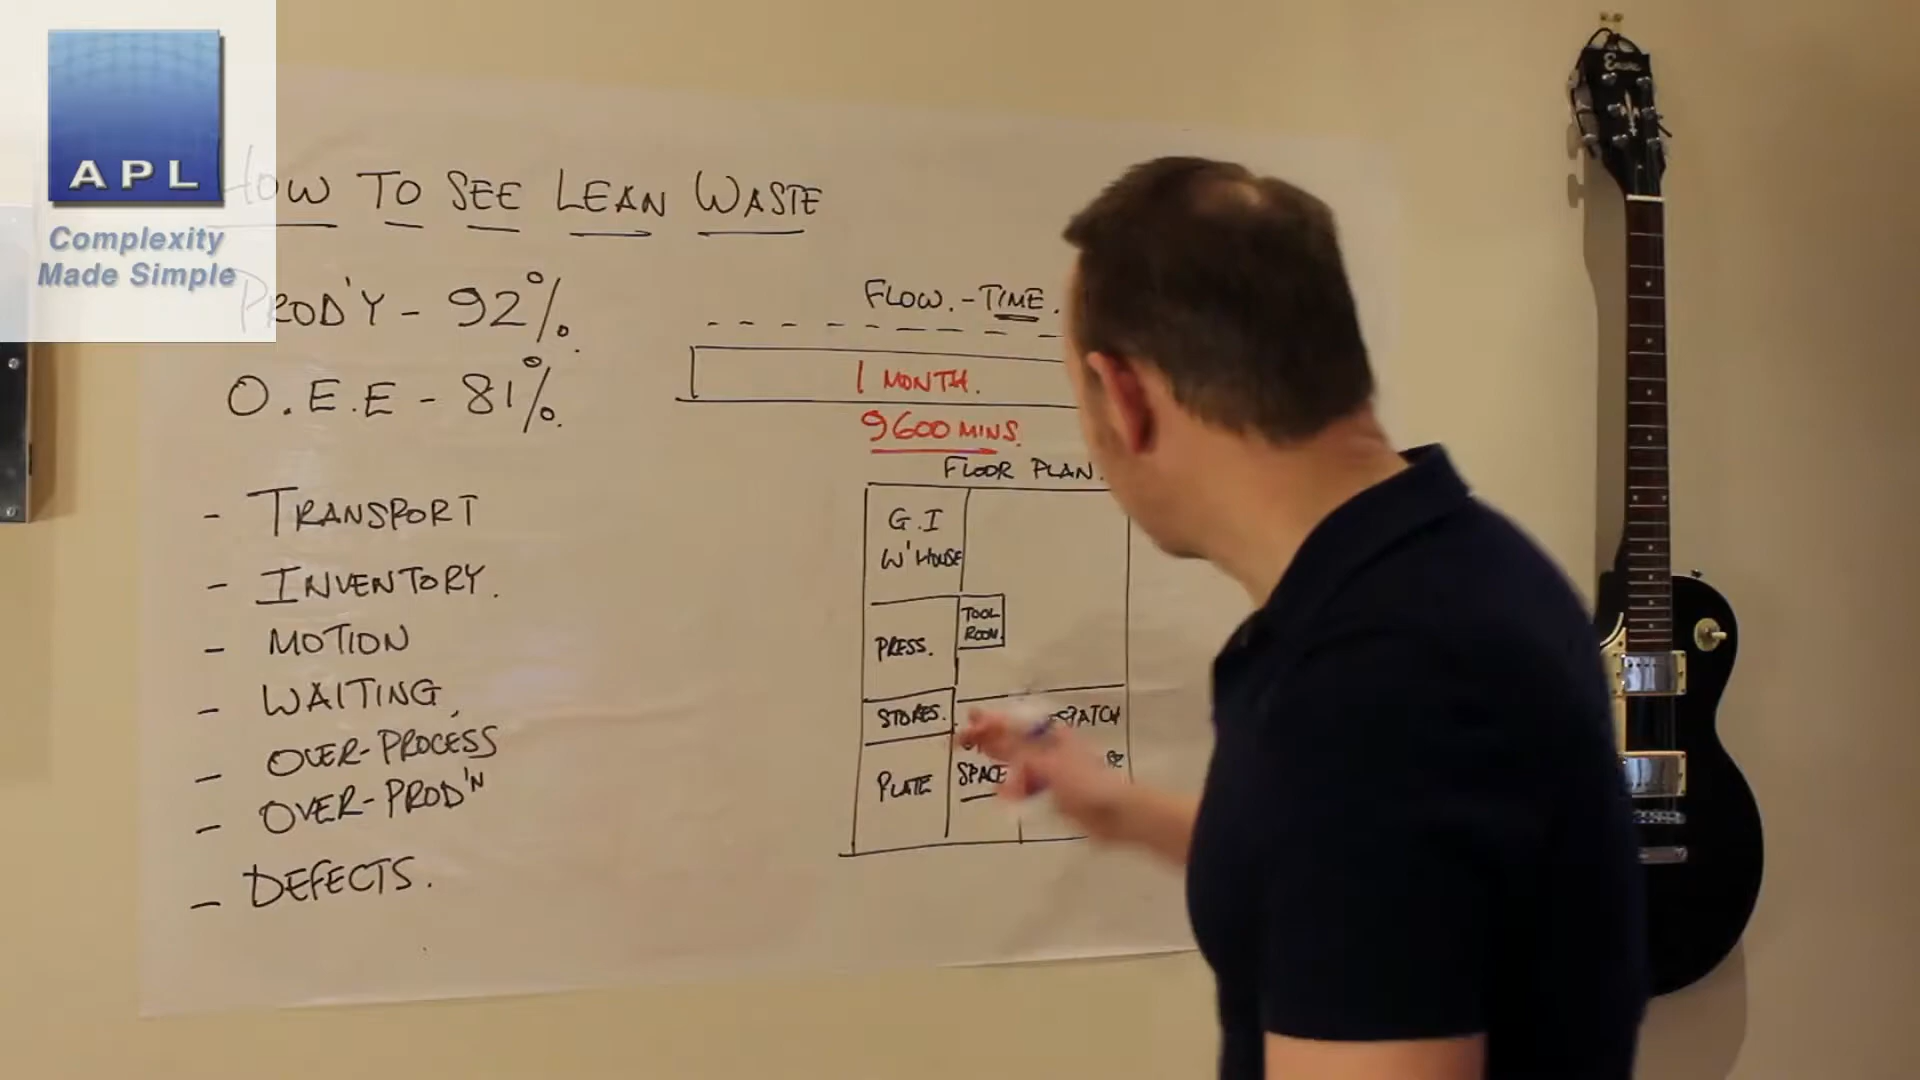 APL
Complexity
Made Simple
HOW TO SEE LEAN WASTE
PROD'Y - 92%.
O.E.E - 81%.
- TRANSPORT
- INVENTORY.
- MOTION
- WAITING
- OVER-PROCESS
- OVER-PROD'N
- DEFECTS.
FLOW. - TIME.
1 MONTH.
9600 MINS.
FLOOR PLAN.
G.I
W'HOUSE
TOOL
ROOM.
PRESS.
STORES.
PLATE
SPACE
Encore